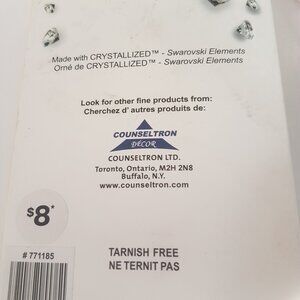 Made with CRYSTALLIZED™ - Swarovski Elements
Orné de CRYSTALLIZED™ - Swarovski Elements
Look for other fine products from:
Cherchez d' autres produits de:
COUNSELTRON
DÉCOR
COUNSELTRON LTD.
Toronto, Ontario, M2H 2N8
Buffalo, N.Y.
www.counseltron.com
$8*
# 771185
TARNISH FREE
NE TERNIT PAS